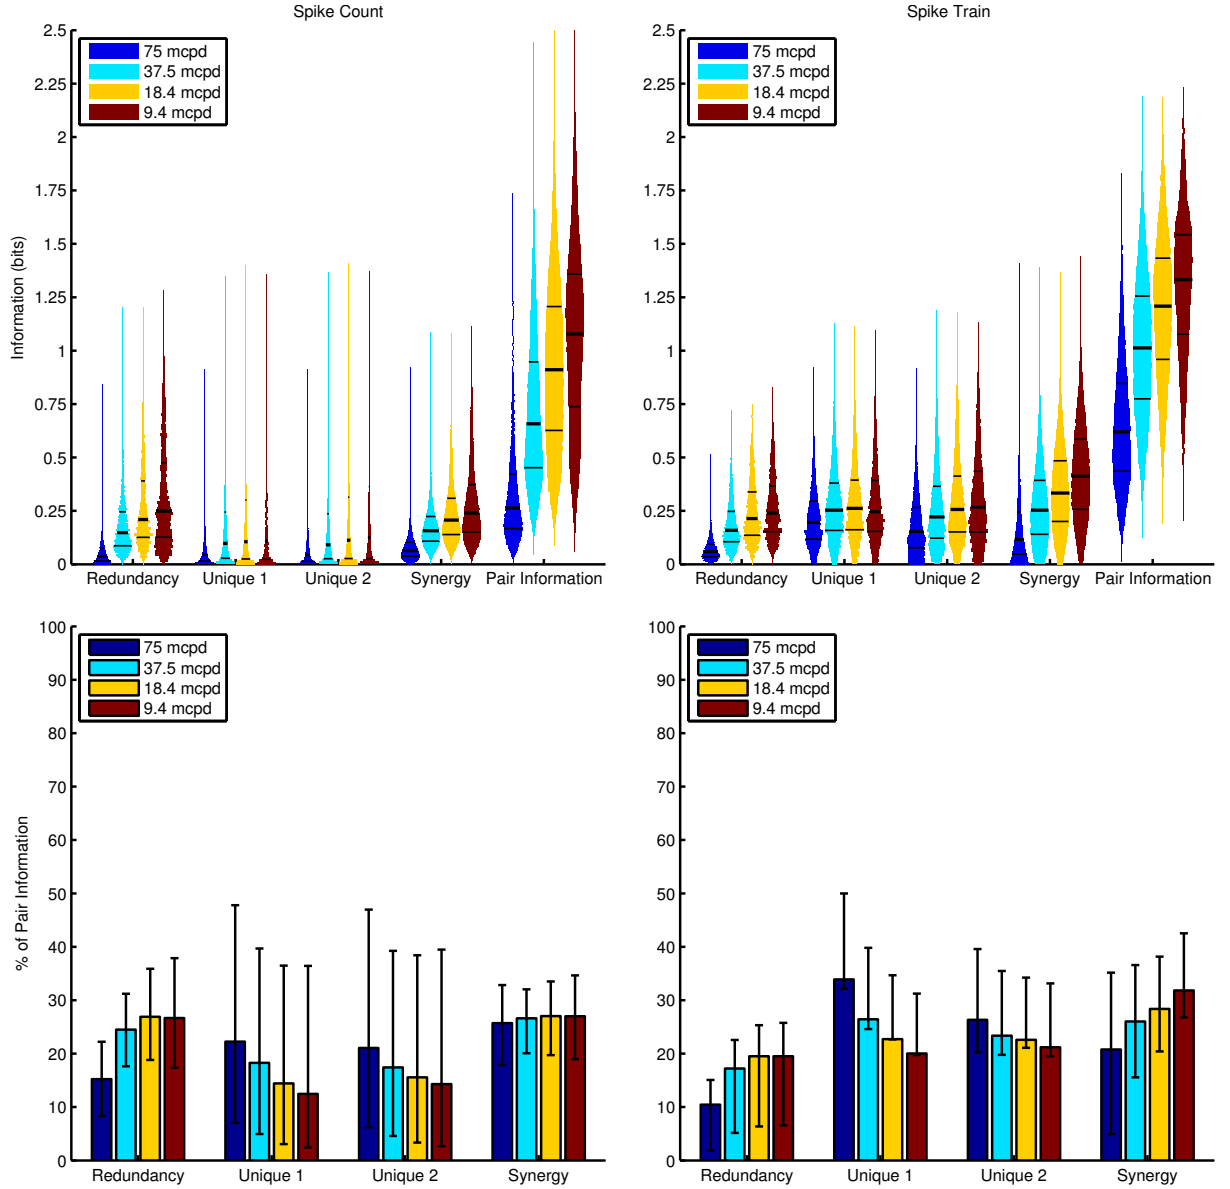 Spike Count
2.5
2.25
2
1.75
1.5
1.25
1
0.75
0.5
0.25
0
Information (bits)
75 mcpd
37.5 mcpd
18.4 mcpd
9.4 mcpd
Redundancy Unique 1 Unique 2 Synergy Pair Information
Spike Train
2.5
2.25
2
1.75
1.5
1.25
1
0.75
0.5
0.25
0
75 mcpd
37.5 mcpd
18.4 mcpd
9.4 mcpd
Redundancy Unique 1 Unique 2 Synergy Pair Information
100
90
80
70
60
50
40
30
20
10
0
% of Pair Information
75 mcpd
37.5 mcpd
18.4 mcpd
9.4 mcpd
Redundancy Unique 1 Unique 2 Synergy
100
90
80
70
60
50
40
30
20
10
0
75 mcpd
37.5 mcpd
18.4 mcpd
9.4 mcpd
Redundancy Unique 1 Unique 2 Synergy